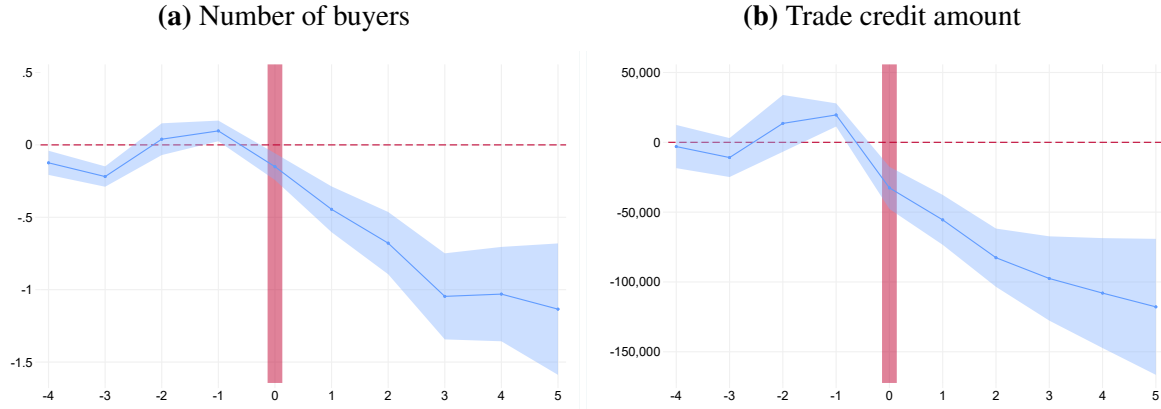 (a) Number of buyers
.5
0
-.5
-1
-1.5
-4 -3 -2 -1 0 1 2 3 4 5
(b) Trade credit amount
50,000
0
-50,000
-100,000
-150,000
-4 -3 -2 -1 0 1 2 3 4 5